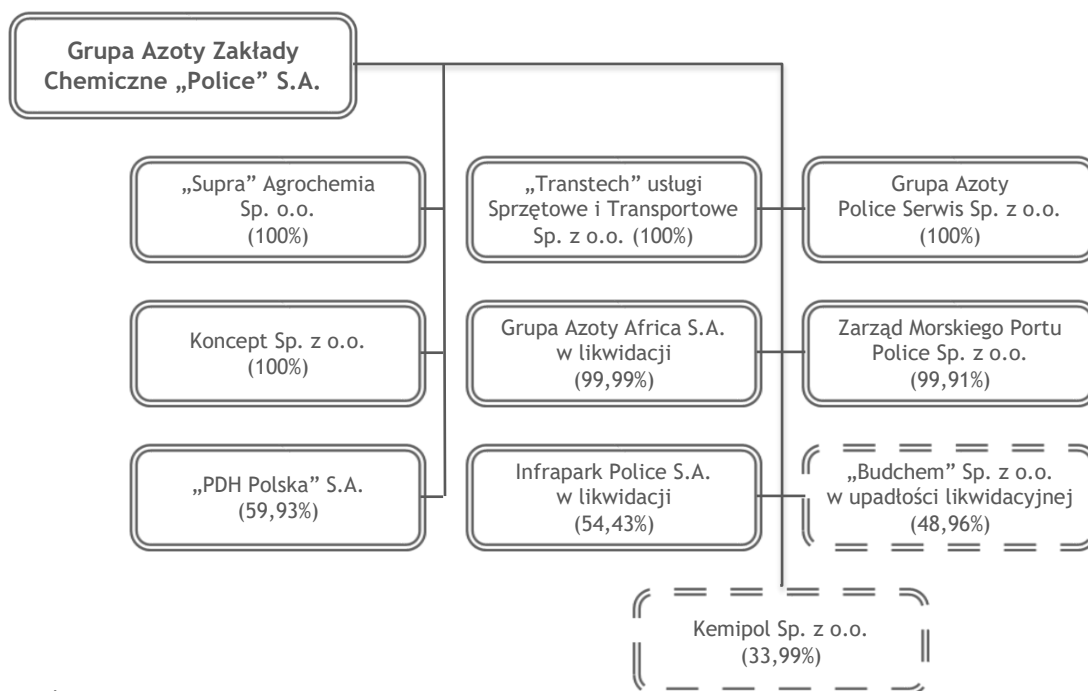 Grupa Azoty Zakłady
Chemiczne „Police” S.A.
„Supra” Agrochemia
Sp. o.o.
(100%)
„Transtech” usługi
Sprzętowe i Transportowe
Sp. z o.o. (100%)
Grupa Azoty
Police Serwis Sp. z o.o.
(100%)
Koncept Sp. z o.o.
(100%)
Grupa Azoty Africa S.A.
w likwidacji
(99,99%)
Zarząd Morskiego Portu
Police Sp. z o.o.
(99,91%)
„PDH Polska” S.A.
(59,93%)
Infrapark Police S.A.
w likwidacji
(54,43%)
„Budchem” Sp. z o.o.
w upadłości likwidacyjnej
(48,96%)
Kemipol Sp. z o.o.
(33,99%)